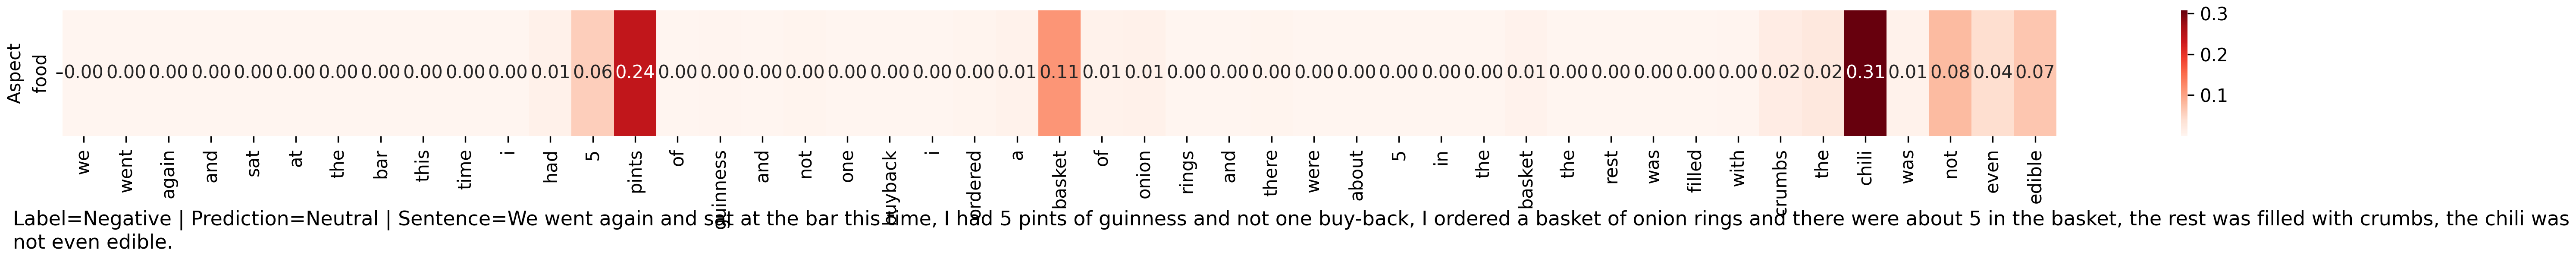 Aspect
food
0.00 0.00 0.00 0.00 0.00 0.00 0.00 0.00 0.00 0.00 0.00 0.01 0.06 0.24 0.00 0.00 0.00 0.00 0.00 0.00 0.00 0.00 0.01 0.11 0.01 0.01 0.00 0.00 0.00 0.00 0.00 0.00 0.00 0.00 0.01 0.00 0.00 0.00 0.00 0.00 0.02 0.02 0.31 0.01 0.08 0.04 0.07
0.3
0.2
0.1
we went again and sat at the bar this time i had 5 pints of guinness and not one buyback i ordered a basket of onion rings and there were about 5 in the basket the rest was filled with crumbs the chili was not even edible
Label=Negative | Prediction=Neutral | Sentence=We went again and sat at the bar this time, I had 5 pints of guinness and not one buy-back, I ordered a basket of onion rings and there were about 5 in the basket, the rest was filled with crumbs, the chili was
not even edible.